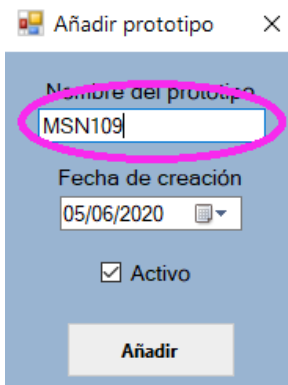 Añadir prototipo
Nombre del prototipo
MSN109
Fecha de creación
05/06/2020
Activo
Añadir